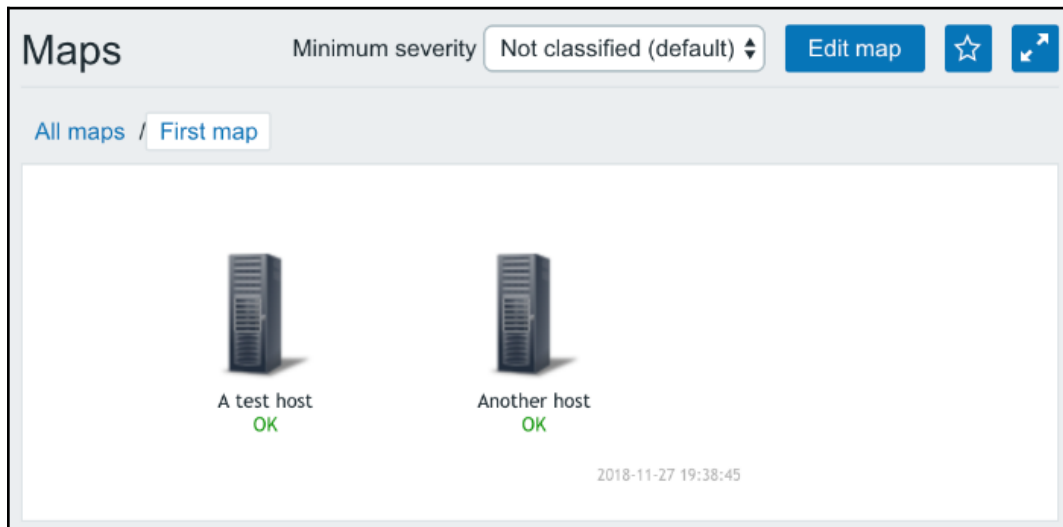 Maps Minimum severity Not classified (default) Edit map
All maps / First map
A test host Another host
OK OK
2018-11-27 19:38:45